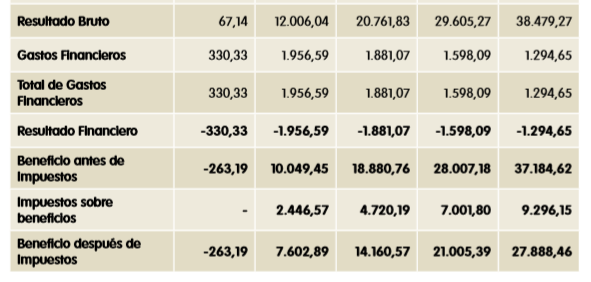 Resultado Bruto 67,14 12.006,04 20.761,83 29.605,27 38.479,27
Gastos Financieros 330,33 1.956,59 1.881,07 1.598,09 1.294,65
Total de Gastos
Financieros 330,33 1.956,59 1.881,07 1.598,09 1.294,65
Resultado Financiero -330,33 -1.956,59 -1.881,07 -1.598,09 -1.294,65
Beneficio antes de
Impuestos -263,19 10.049,45 18.880,76 28.007,18 37.184,62
Impuestos sobre
beneficios - 2.446,57 4.720,19 7.001,80 9.296,15
Beneficio después de
Impuestos -263,19 7.602,89 14.160,57 21.005,39 27.888,46